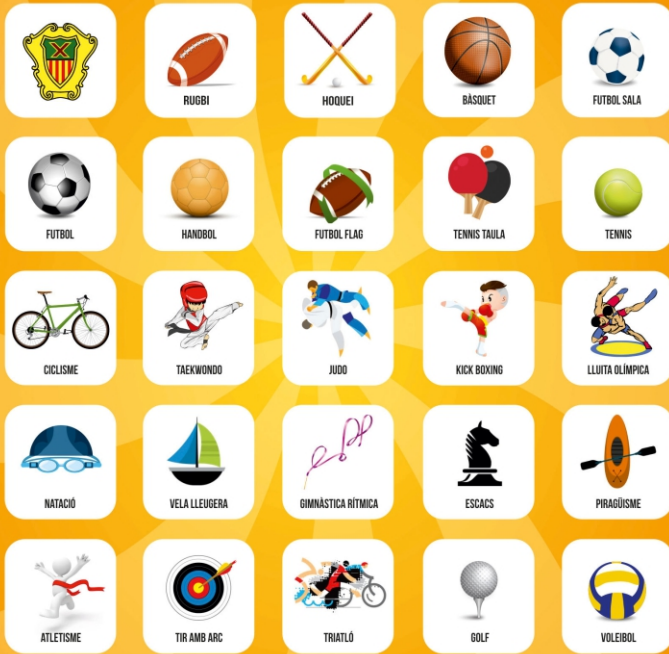 RUGBI
HOQUEI
BÀSQUET
FUTBOL SALA
FUTBOL
HANDBOL
FUTBOL FLAG
TENNIS TAULA
TENNIS
CICLISME
TAEKWONDO
JUDO
KICK BOXING
LLUITA OLÍMPICA
NATACIÓ
VELA LLEUGERA
GIMNÀSTICA RÍTMICA
ESCACS
PIRAGÜISME
ATLETISME
TIR AMB ARC
TRIATLÓ
GOLF
VOLEIBOL